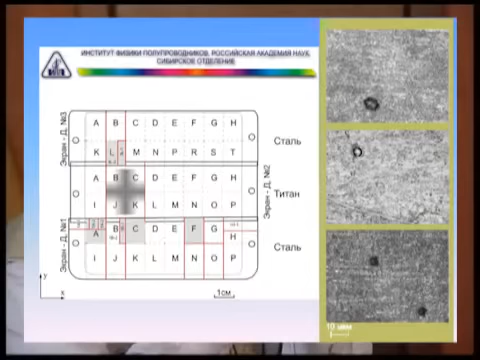 ИНСТИТУТ ФИЗИКИ ПОЛУПРОВОДНИКОВ, РОССИЙСКАЯ АКАДЕМИЯ НАУК,
СИБИРСКОЕ ОТДЕЛЕНИЕ
Экран - Д, №3
A B C D E F G H
Сталь
K L M N P R S T
Экран - Д, №2
A B C D E F G H
Титан
I J K L M N O P
Экран - Д, №1
A B C D E F G H
Сталь
I J K L M N O P
y
x
1см
10 мкм